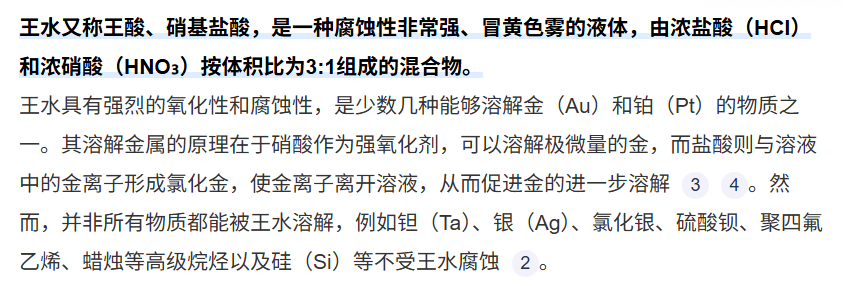 王水又称王酸、硝基盐酸，是一种腐蚀性非常强、冒黄色雾的液体，由浓盐酸（HCl）
和浓硝酸（HNO₃）按体积比为3:1组成的混合物。
王水具有强烈的氧化性和腐蚀性，是少数几种能够溶解金（Au）和铂（Pt）的物质之
一。其溶解金属的原理在于硝酸作为强氧化剂，可以溶解极微量的金，而盐酸则与溶液
中的金离子形成氯化金，使金离子离开溶液，从而促进金的进一步溶解 3 4 。然
而，并非所有物质都能被王水溶解，例如钽（Ta）、银（Ag）、氯化银、硫酸钡、聚四氟
乙烯、蜡烛等高级烷烃以及硅（Si）等不受王水腐蚀 2 。